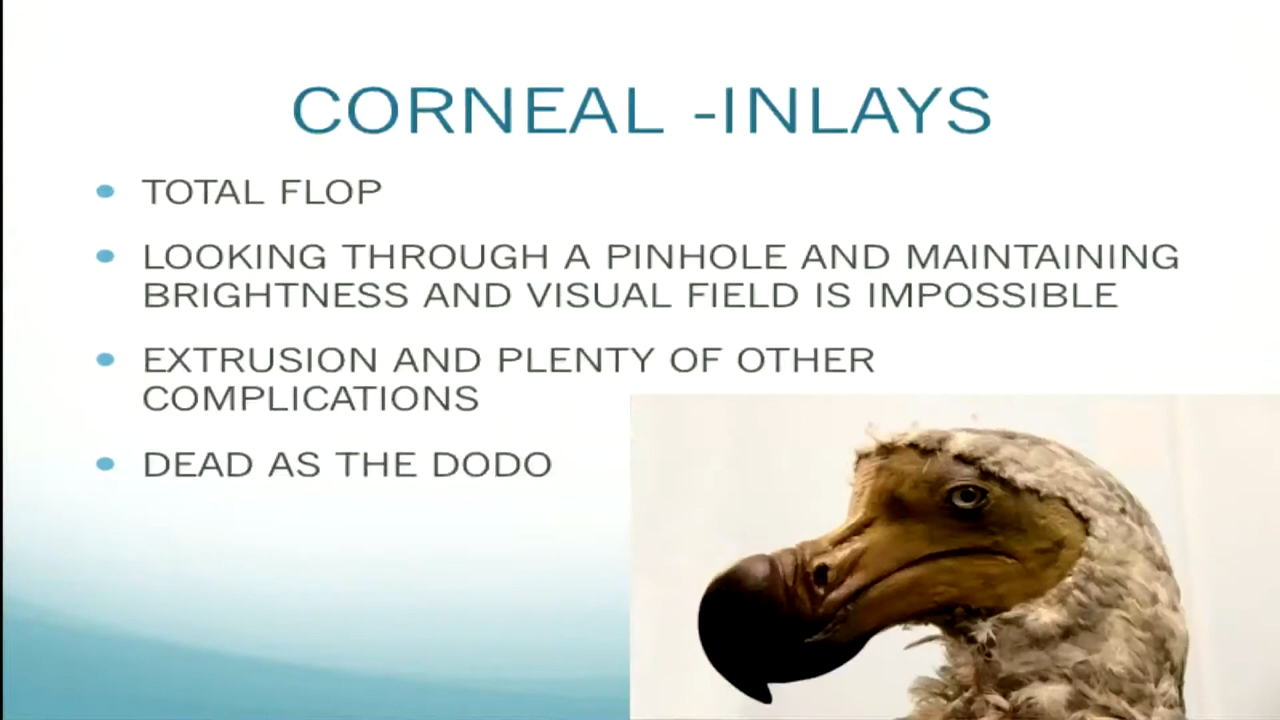 CORNEAL -INLAYS
TOTAL FLOP
LOOKING THROUGH A PINHOLE AND MAINTAINING
BRIGHTNESS AND VISUAL FIELD IS IMPOSSIBLE
EXTRUSION AND PLENTY OF OTHER
COMPLICATIONS
DEAD AS THE DODO